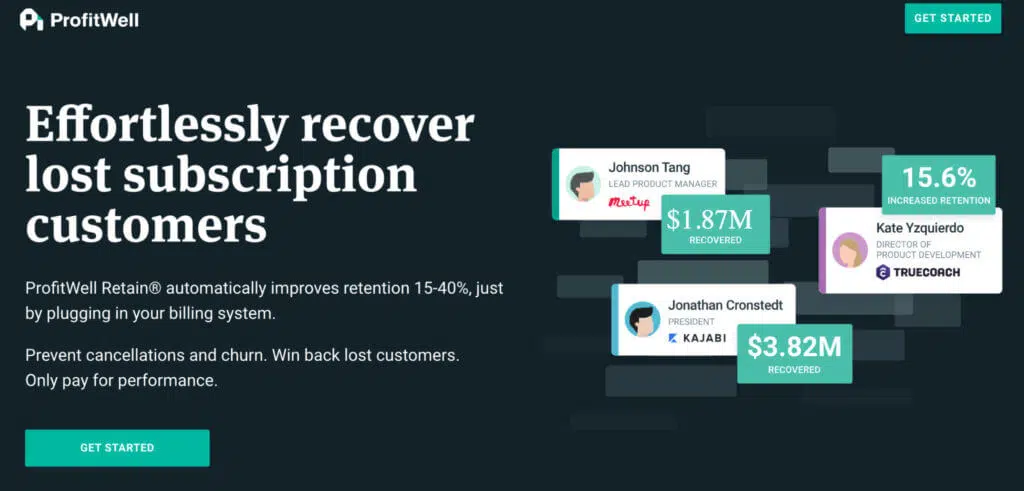 ProfitWell
GET STARTED
Effortlessly recover
lost subscription
customers
ProfitWell Retain® automatically improves retention 15-40%, just
by plugging in your billing system.
Prevent cancellations and churn. Win back lost customers.
Only pay for performance.
GET STARTED
Johnson Tang
LEAD PRODUCT MANAGER
meetup
$1.87M
RECOVERED
15.6%
INCREASED RETENTION
Kate Yzquierdo
DIRECTOR OF
PRODUCT DEVELOPMENT
TRUECOACH
Jonathan Cronstedt
PRESIDENT
KAJABI
$3.82M
RECOVERED